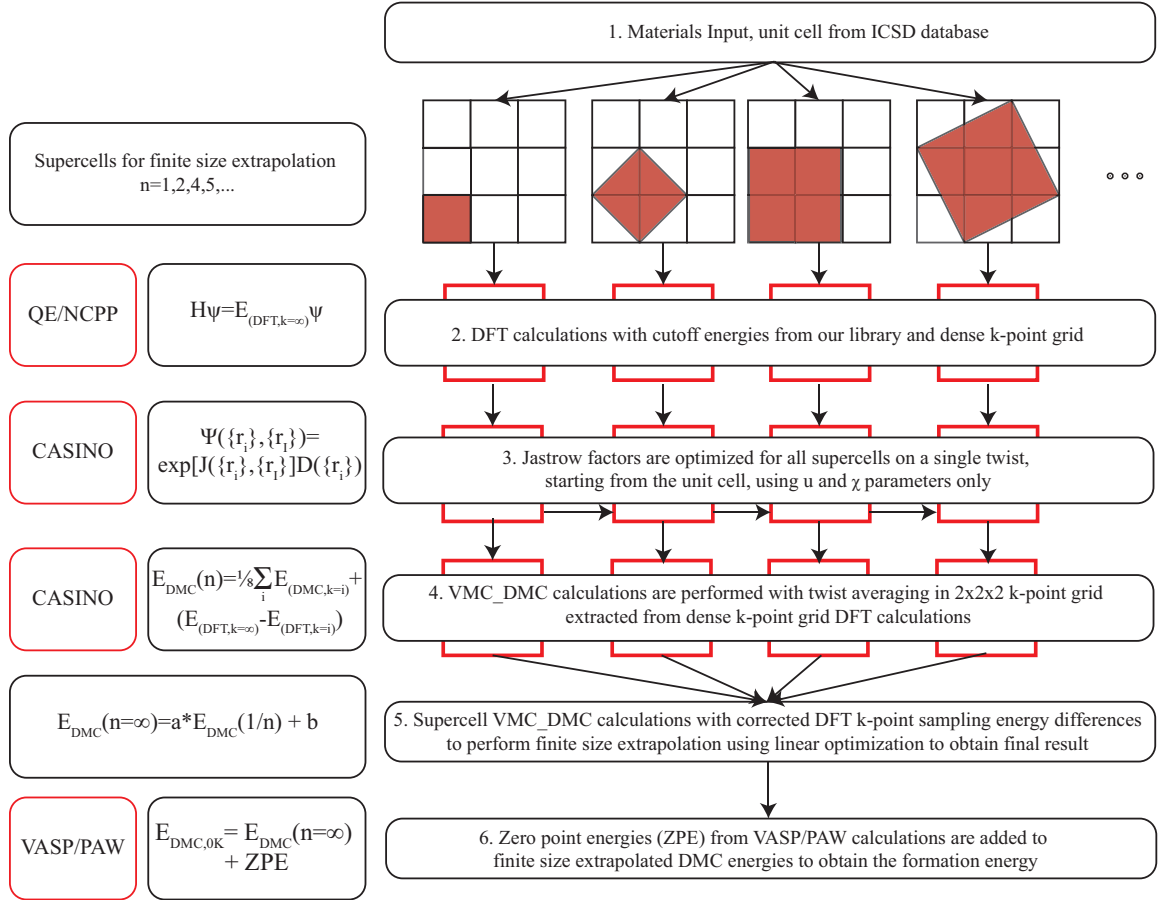 1. Materials Input, unit cell from ICSD database
Supercells for finite size extrapolation
n=1,2,4,5,...
QE/NCPP
Hψ=E(DFT,k=∞)ψ
2. DFT calculations with cutoff energies from our library and dense k-point grid
CASINO
Ψ({ri},{rI})=
exp[J({ri},{rI}]D({ri})
3. Jastrow factors are optimized for all supercells on a single twist,
starting from the unit cell, using u and χ parameters only
CASINO
EDMC(n)=⅛∑i E(DMC,k=i)+
(E(DFT,k=∞)-E(DFT,k=i))
4. VMC_DMC calculations are performed with twist averaging in 2x2x2 k-point grid
extracted from dense k-point grid DFT calculations
EDMC(n=∞)=a*EDMC(1/n) + b
5. Supercell VMC_DMC calculations with corrected DFT k-point sampling energy differences
to perform finite size extrapolation using linear optimization to obtain final result
VASP/PAW
EDMC,0K= EDMC(n=∞)
+ ZPE
6. Zero point energies (ZPE) from VASP/PAW calculations are added to
finite size extrapolated DMC energies to obtain the formation energy